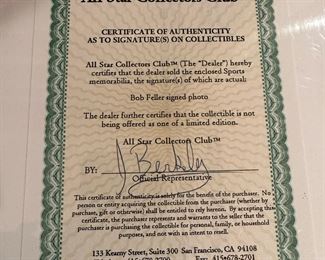 All Star Collectors Club
CERTIFICATE OF AUTHENTICITY
AS TO SIGNATURE(S) ON COLLECTIBLES
All Star Collectors Club™ (The "Dealer") hereby
certifies that the dealer sold the enclosed Sports
memorabilia, the signature(s) of which are actual:
Bob Feller signed photo
The dealer further certifies that the collectible is not
being offered as one of a limited edition.
All Star Collectors Club™
BY:
Official Representative
This certificate of authenticity is solely for the benefit of the purchaser. No
person or entity acquiring the collectible from the purchaser (whether by
purchase, gift or otherwise) shall be entitled to rely hereon. By accepting this
certificate, the purchaser represents and warrants to the seller that the
purchaser is purchasing the collectible for personal, family, or household
purposes, and not with an intent to resell.
133 Kearny Street, Suite 300 San Francisco, CA 94108
415•678-2700 Fax: 415•678-2701